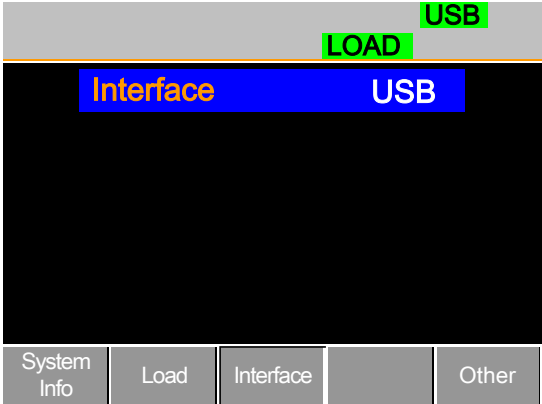 USB
LOAD
Interface USB
System
Info
Load
Interface
Other